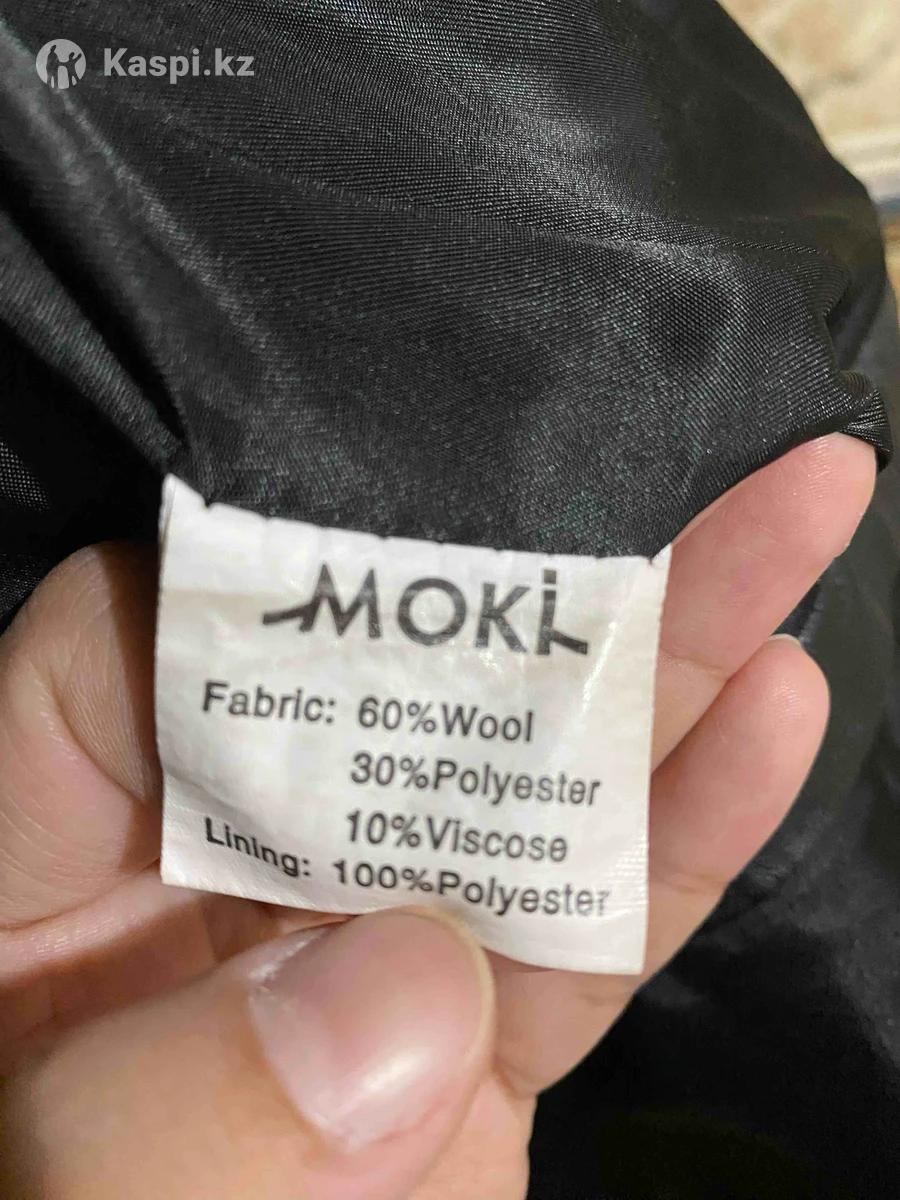 Kaspi.kz
MOKi
Fabric: 60%Wool
30%Polyester
10%Viscose
Lining: 100%Polyester